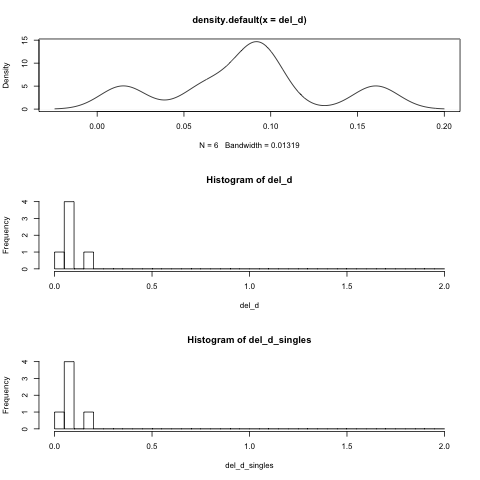 density.default(x = del_d)
Density
0 5 10 15
0.00 0.05 0.10 0.15 0.20
N = 6 Bandwidth = 0.01319
Histogram of del_d
Frequency
0 1 2 3 4
0.0 0.5 1.0 1.5 2.0
del_d
Histogram of del_d_singles
Frequency
0 1 2 3 4
0.0 0.5 1.0 1.5 2.0
del_d_singles